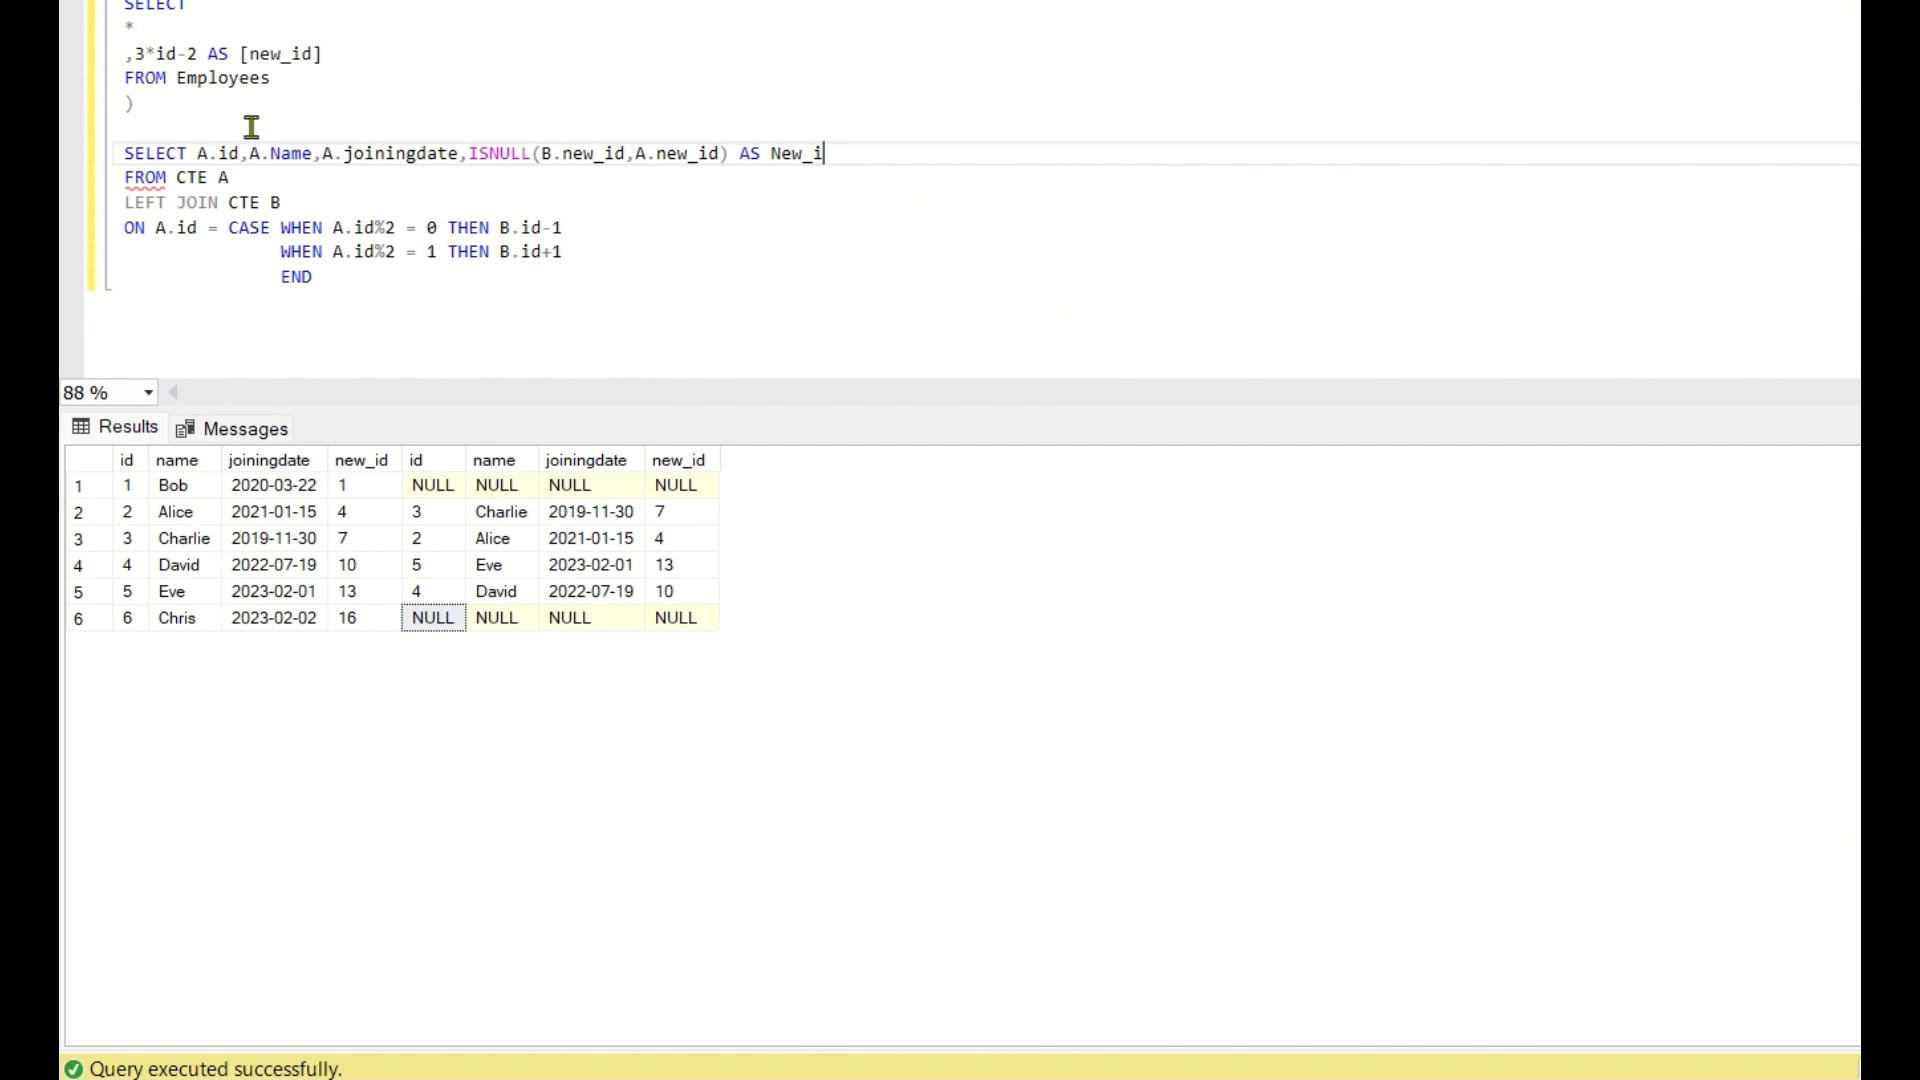 SELECT
*
,3*id-2 AS [new_id]
FROM Employees
)
SELECT A.id,A.Name,A.joiningdate,ISNULL(B.new_id,A.new_id) AS New_i
FROM CTE A
LEFT JOIN CTE B
ON A.id = CASE WHEN A.id%2 = 0 THEN B.id-1
WHEN A.id%2 = 1 THEN B.id+1
END
88 %
Results Messages
id name joiningdate new_id id name joiningdate new_id
1 1 Bob 2020-03-22 1 NULL NULL NULL NULL
2 2 Alice 2021-01-15 4 3 Charlie 2019-11-30 7
3 3 Charlie 2019-11-30 7 2 Alice 2021-01-15 4
4 4 David 2022-07-19 10 5 Eve 2023-02-01 13
5 5 Eve 2023-02-01 13 4 David 2022-07-19 10
6 6 Chris 2023-02-02 16 NULL NULL NULL NULL
Query executed successfully.